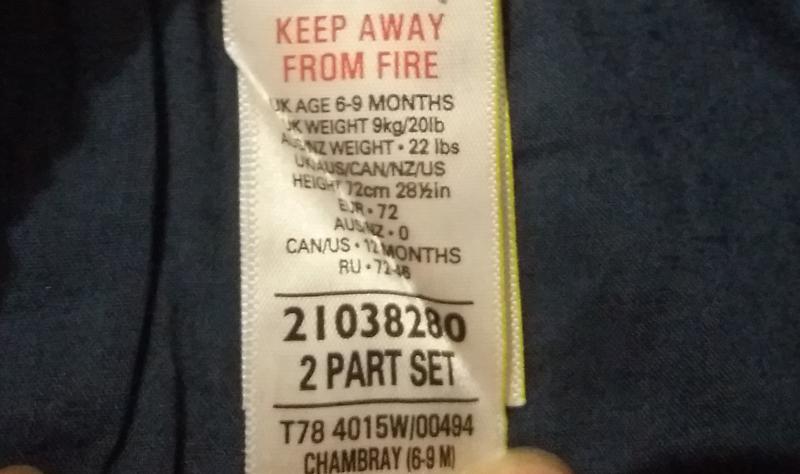 KEEP AWAY
FROM FIRE
UK AGE 6-9 MONTHS
UK WEIGHT 9kg/20lb
AUS/NZ WEIGHT • 22 lbs
UK/AUS/CAN/NZ/US
HEIGHT 72cm 28½in
EUR • 72
AUS/NZ • 0
CAN/US • 12 MONTHS
RU • 72-46
21038280
2 PART SET
T78 4015W/00494
CHAMBRAY (6-9 M)